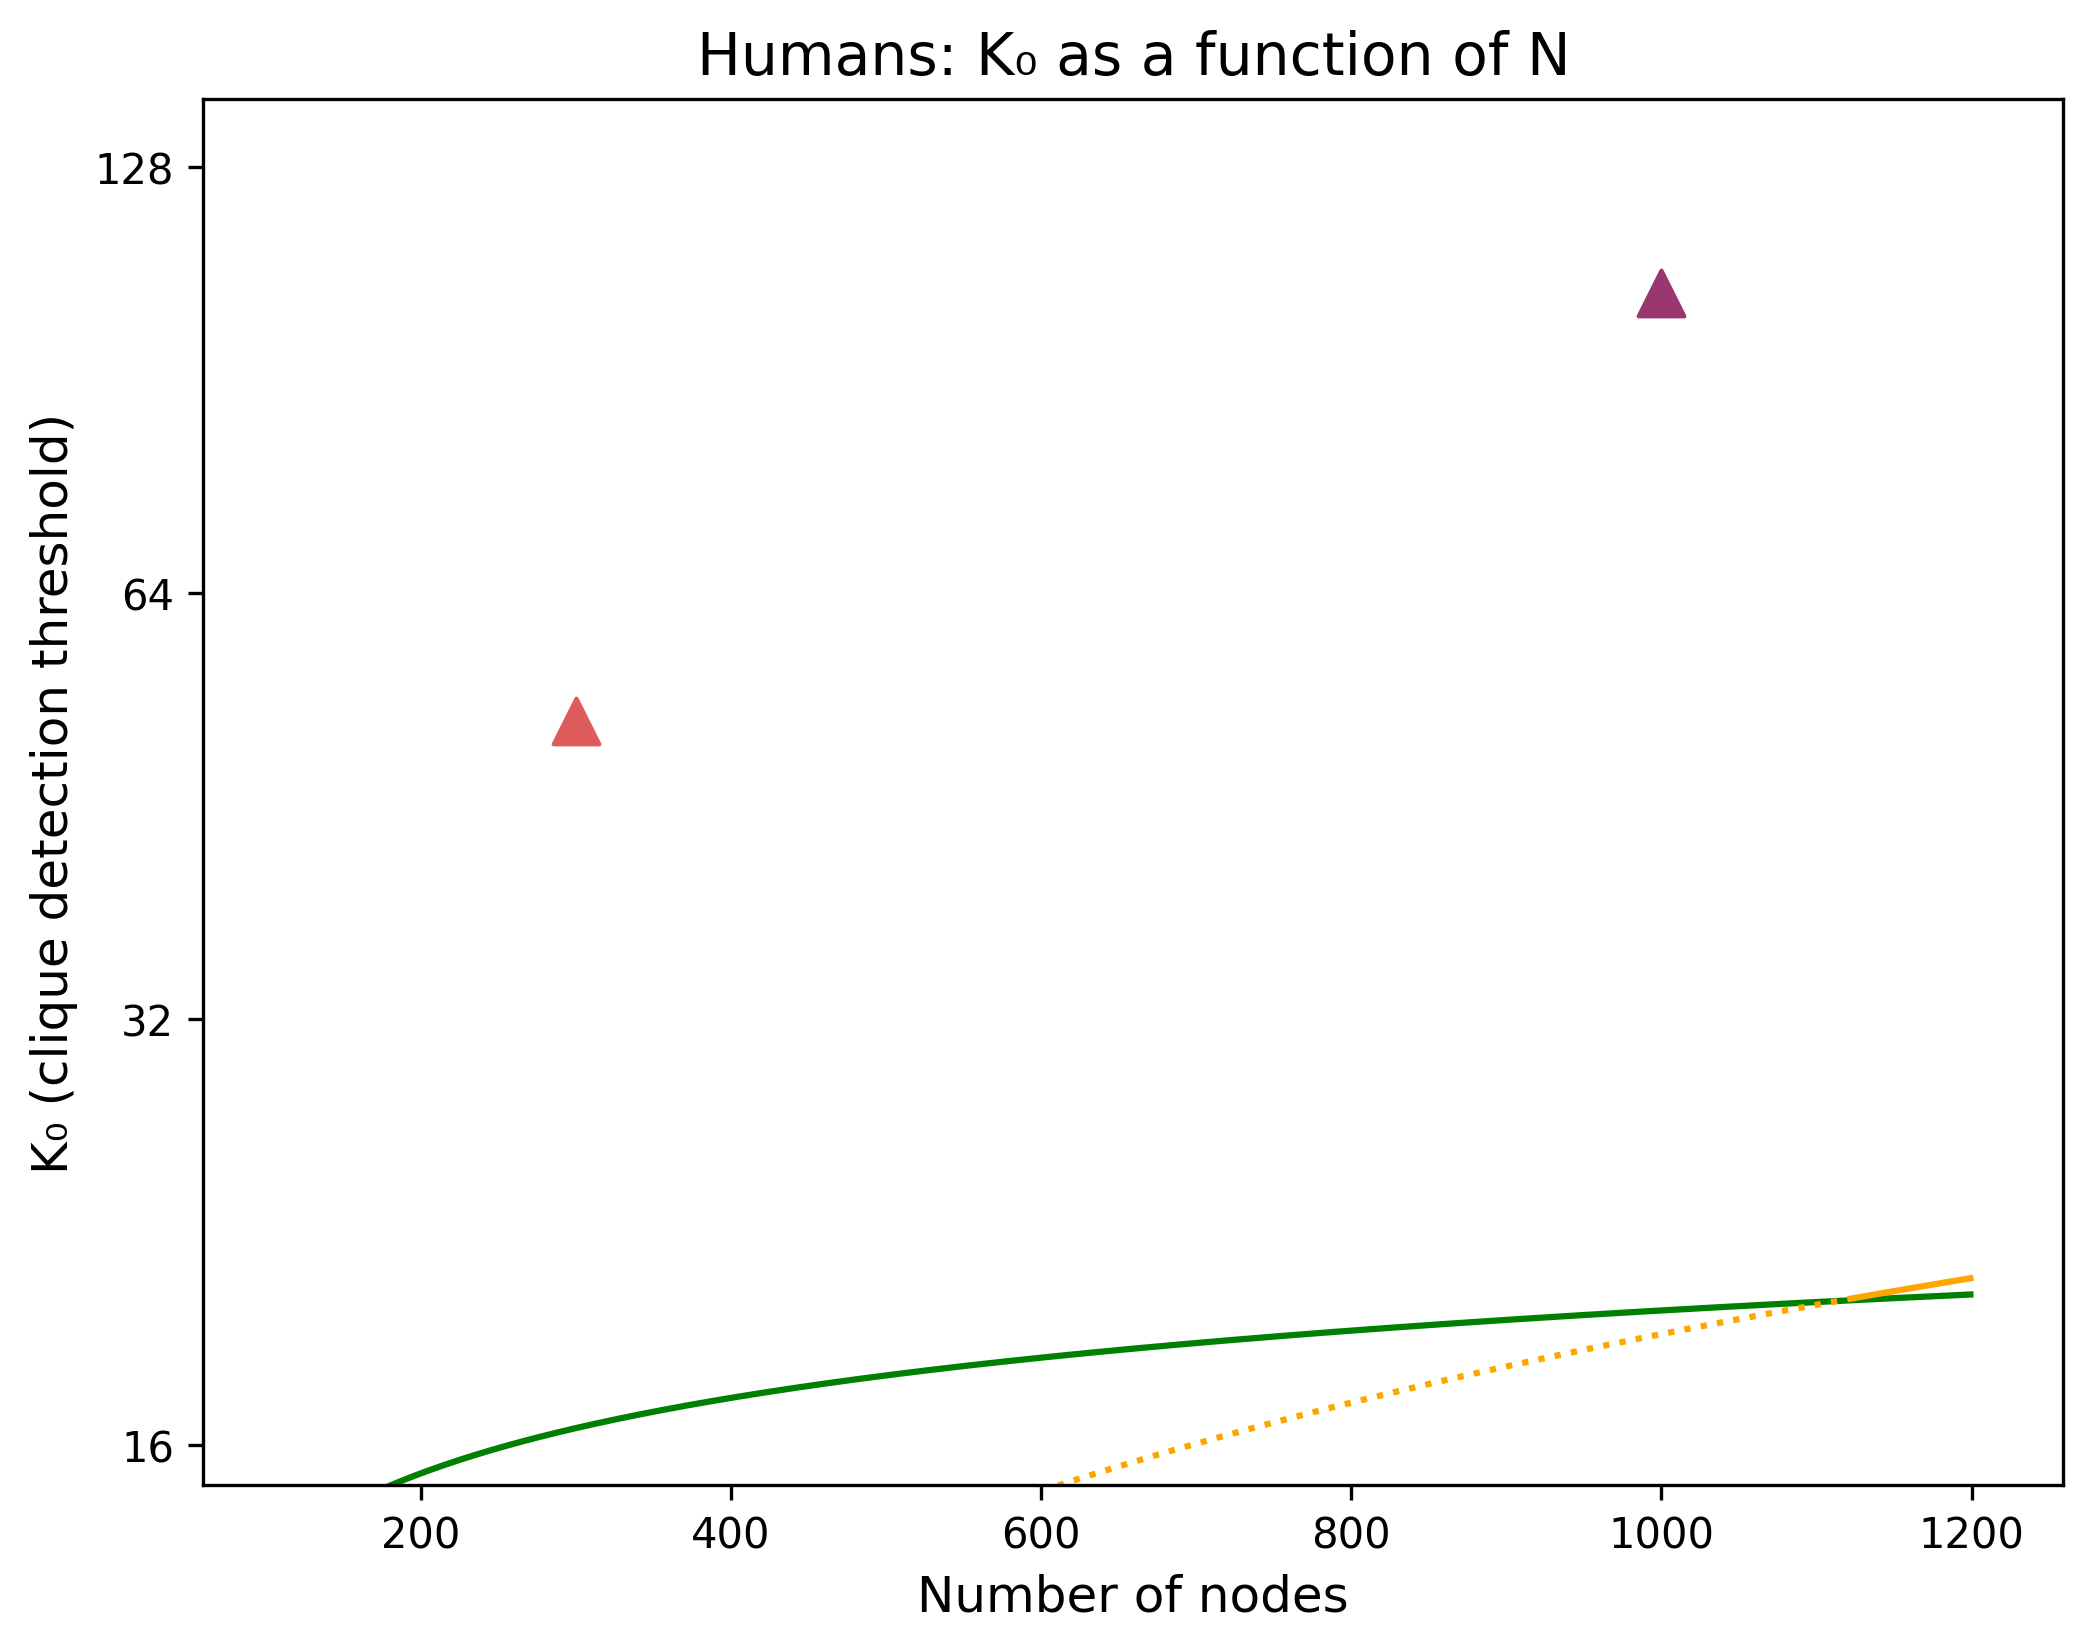 Humans: K₀ as a function of N
K₀ (clique detection threshold)
128
64
32
16
200 400 600 800 1000 1200
Number of nodes